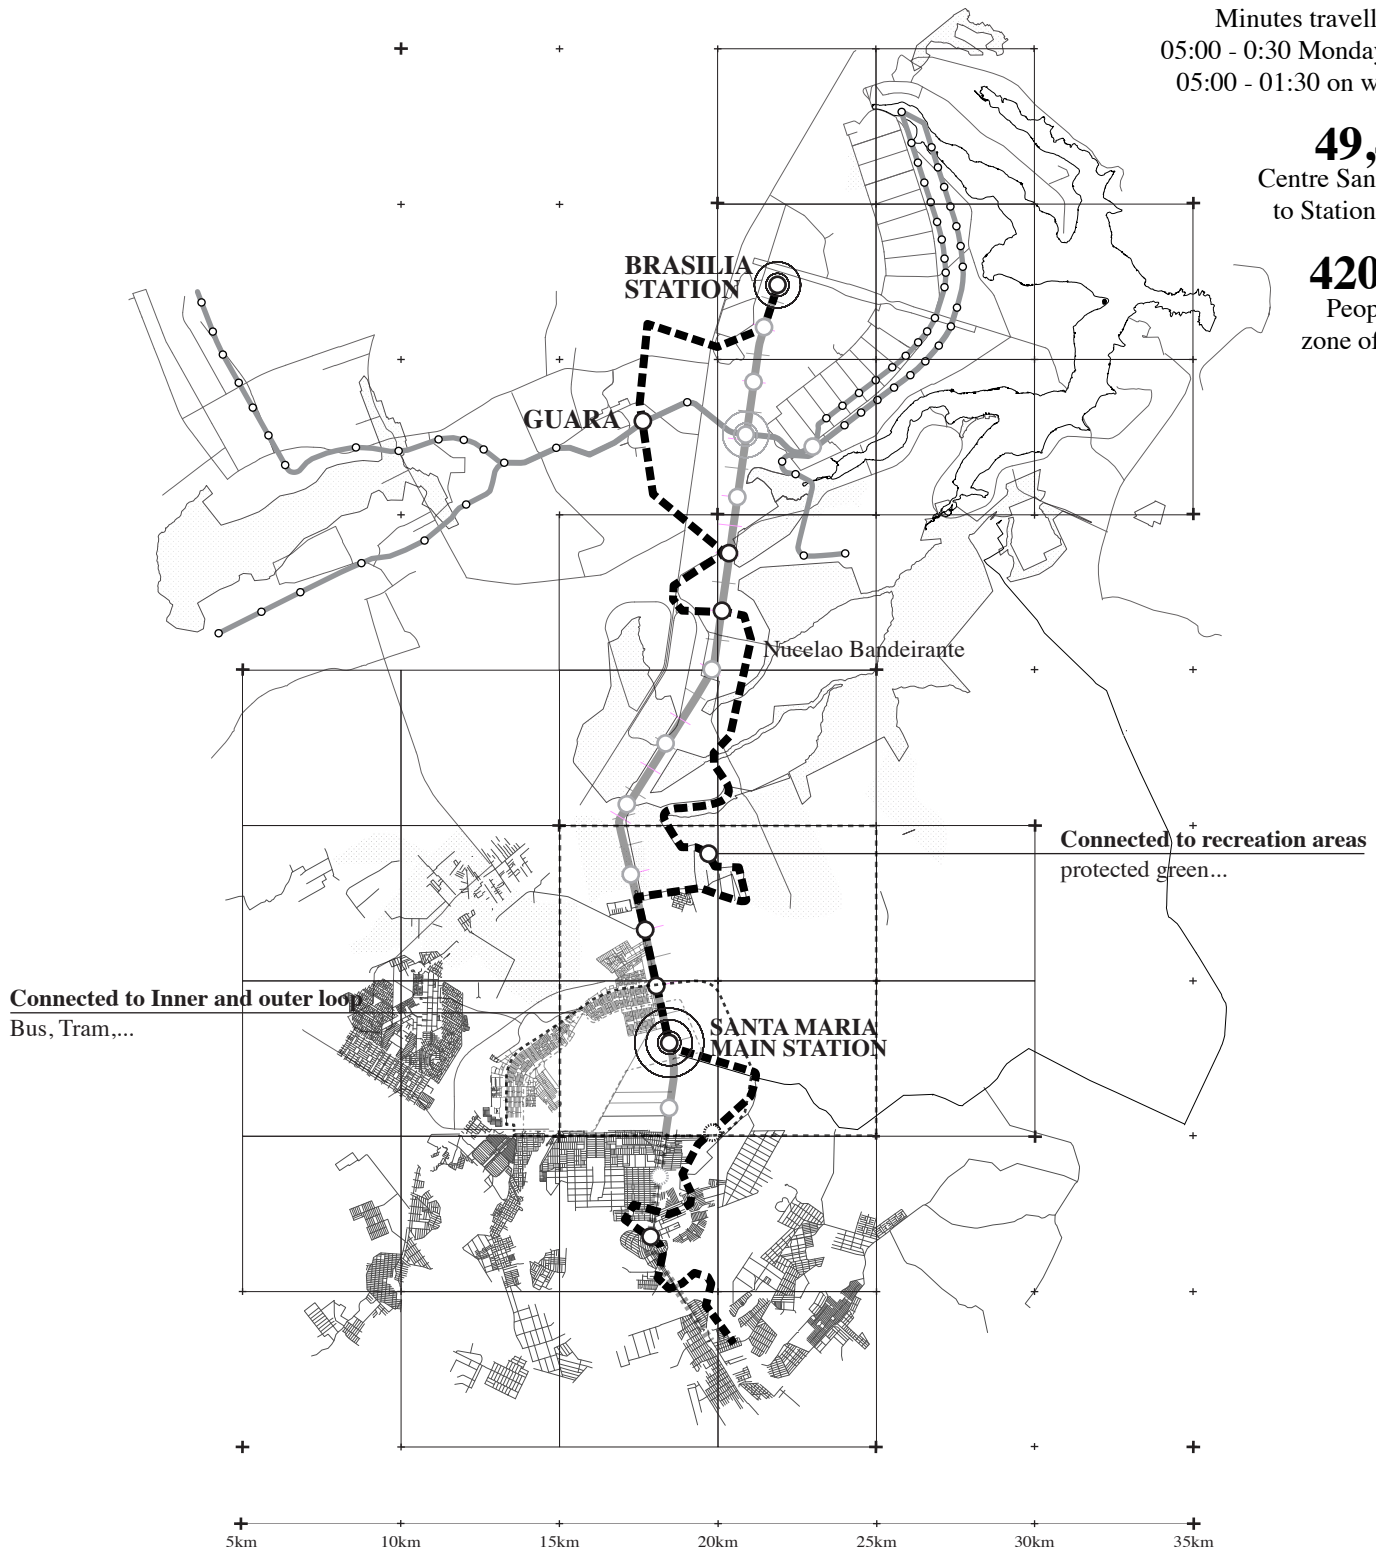 Minutes travell
05:00 - 0:30 Monday
05:00 - 01:30 on w
49,
Centre San
to Station
420
Peop
zone of
BRASILIA
STATION
GUARA
Nucelao Bandeirante
Connected to recreation areas
protected green...
Connected to Inner and outer loop
Bus, Tram,...
SANTA MARIA
MAIN STATION
5km 10km 15km 20km 25km 30km 35km